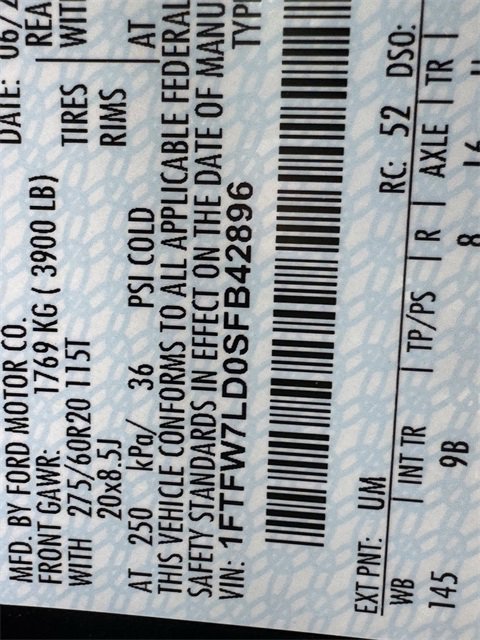 MFD. BY FORD MOTOR CO. DATE: 06/2
FRONT GAWR: 1769 KG ( 3900 LB) REA
WITH 275/60R20 115T TIRES WIT
20x8.5J RIMS
AT 250 kPa/ 36 PSI COLD AT
THIS VEHICLE CONFORMS TO ALL APPLICABLE FEDERAL
SAFETY STANDARDS IN EFFECT ON THE DATE OF MANU
VIN: 1FTFW7LD0SFB42896 TYP
EXT PNT: UM RC: 52 DSO:
WB | INT TR | TP/PS | R | AXLE | TR |
145 9B 8